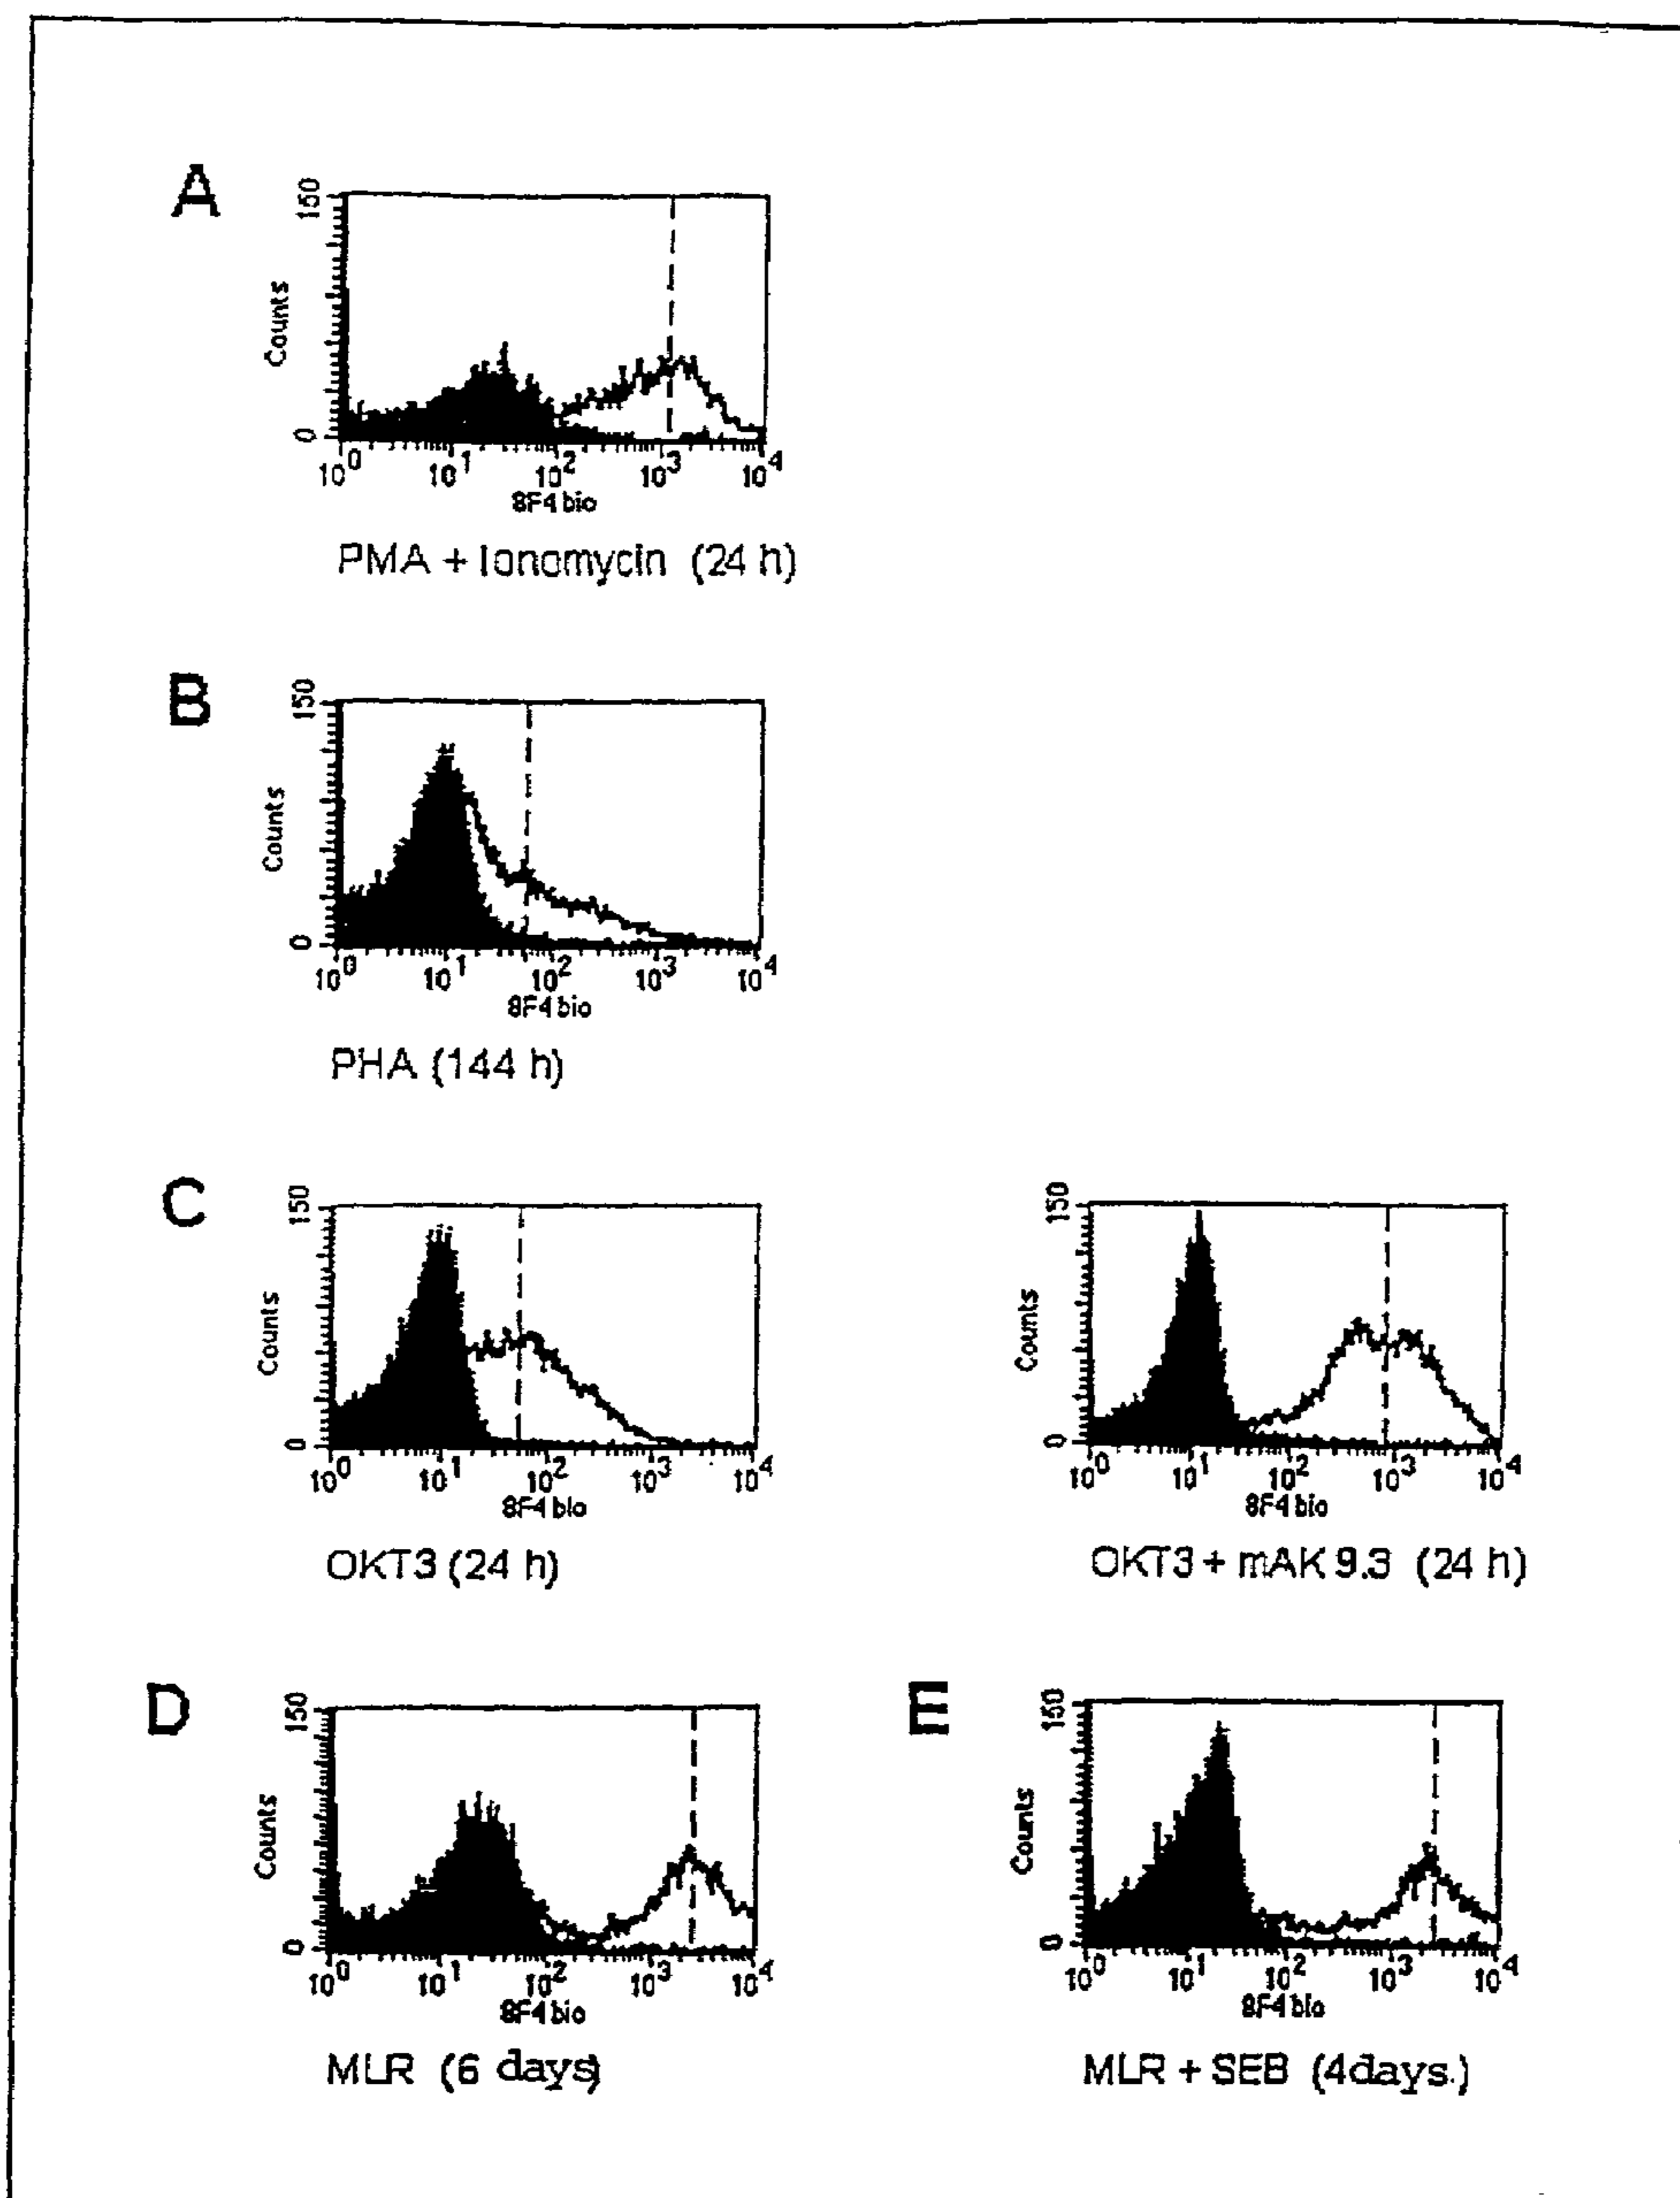 A
150
Counts
0
10^0 10^1 10^2 10^3 10^4
8F4 bio
PMA + Ionomycin (24 h)
B
150
Counts
0
10^0 10^1 10^2 10^3 10^4
8F4 bio
PHA (144 h)
C
150
Counts
0
10^0 10^1 10^2 10^3 10^4
8F4 bio
OKT3 (24 h)
150
Counts
0
10^0 10^1 10^2 10^3 10^4
8F4 bio
OKT3 + mAK 9.3 (24 h)
D
150
Counts
0
10^0 10^1 10^2 10^3 10^4
8F4 bio
MLR (6 days)
E
150
Counts
0
10^0 10^1 10^2 10^3 10^4
8F4 bio
MLR + SEB (4days.)